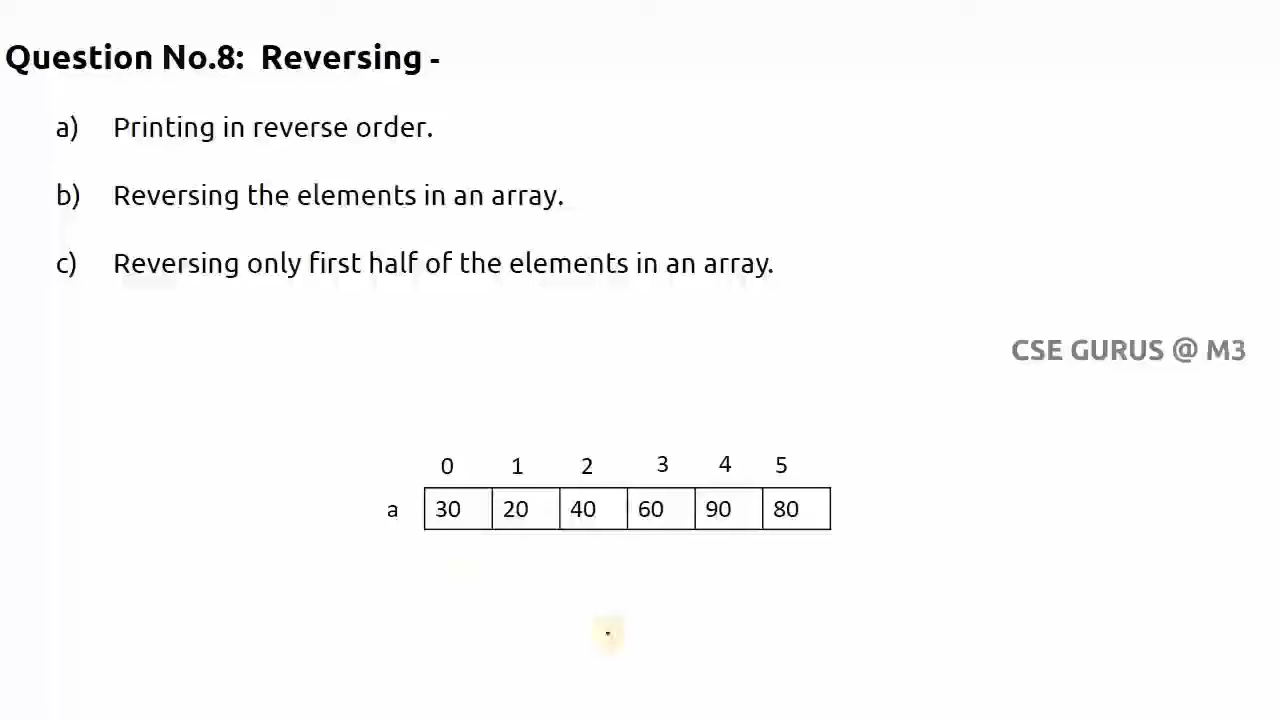 Question No.8: Reversing -
a) Printing in reverse order.
b) Reversing the elements in an array.
c) Reversing only first half of the elements in an array.
CSE GURUS @ M3
0 1 2 3 4 5
a 30 20 40 60 90 80